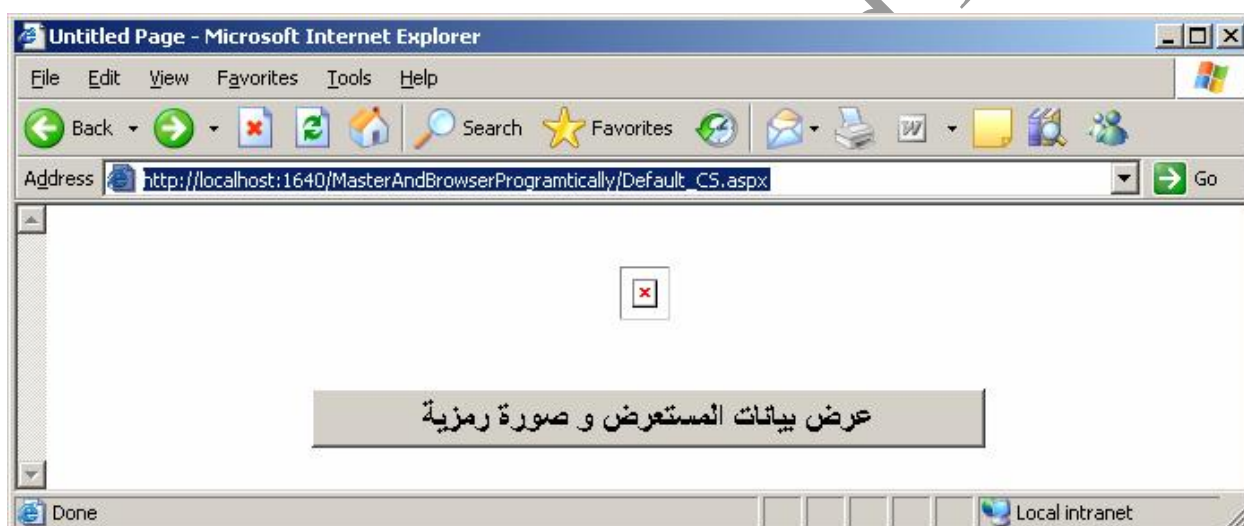 Untitled Page - Microsoft Internet Explorer
File Edit View Favorites Tools Help
Back Search Favorites W
Address http://localhost:1640/MasterAndBrowserProgramtically/Default_CS.aspx Go
عرض بيانات المستعرض و صورة رمزية
Done Local intranet